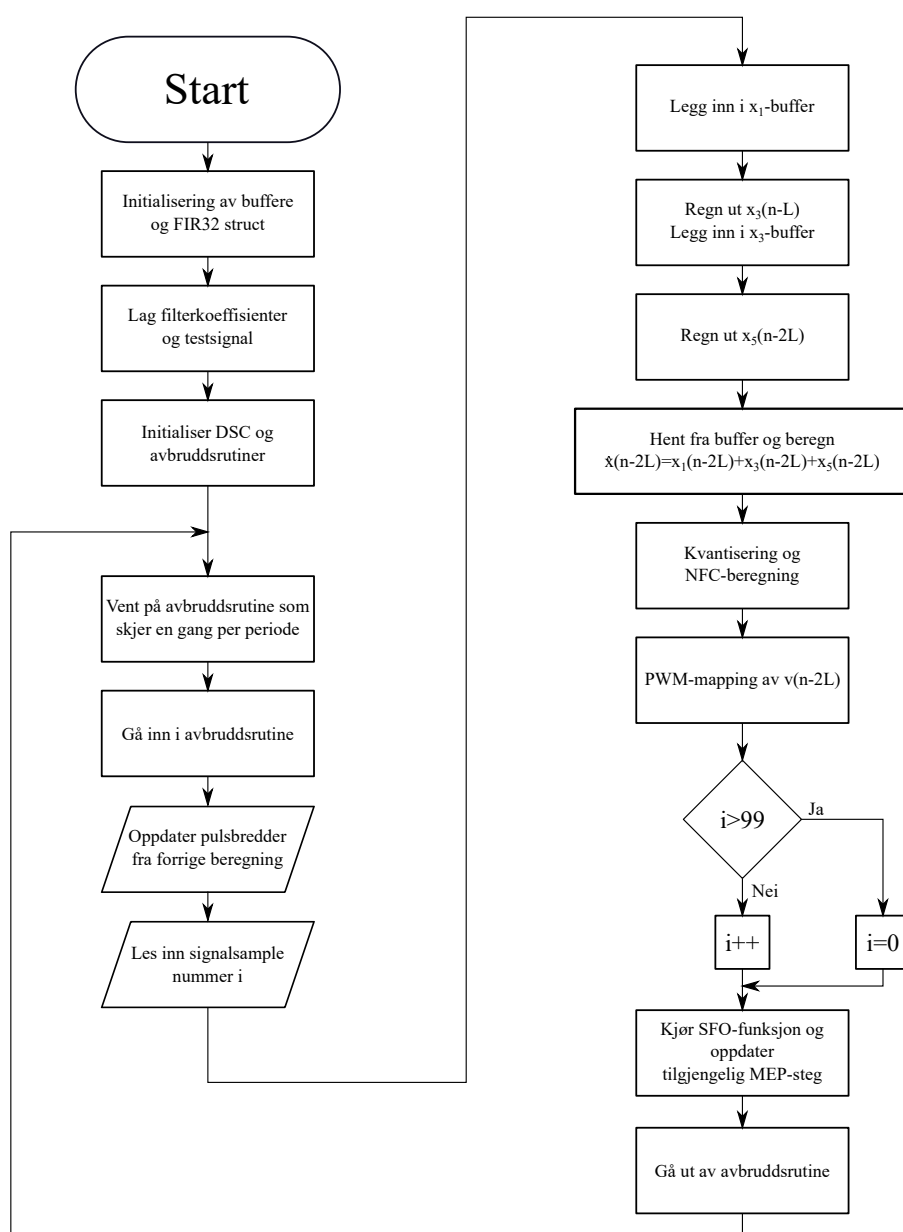 Start
Initialisering av buffere
og FIR32 struct
Lag filterkoeffisienter
og testsignal
Initialiser DSC og
avbruddsrutiner
Vent på avbruddsrutine som
skjer en gang per periode
Gå inn i avbruddsrutine
Oppdater pulsbredder
fra forrige beregning
Les inn signalsample
nummer i
Legg inn i x₁-buffer
Regn ut x₃(n-L)
Legg inn i x₃-buffer
Regn ut x₅(n-2L)
Hent fra buffer og beregn
x̂(n-2L)=x₁(n-2L)+x₃(n-2L)+x₅(n-2L)
Kvantisering og
NFC-beregning
PWM-mapping av v(n-2L)
i>99
Ja
Nei
i++
i=0
Kjør SFO-funksjon og
oppdater
tilgjengelig MEP-steg
Gå ut av avbruddsrutine